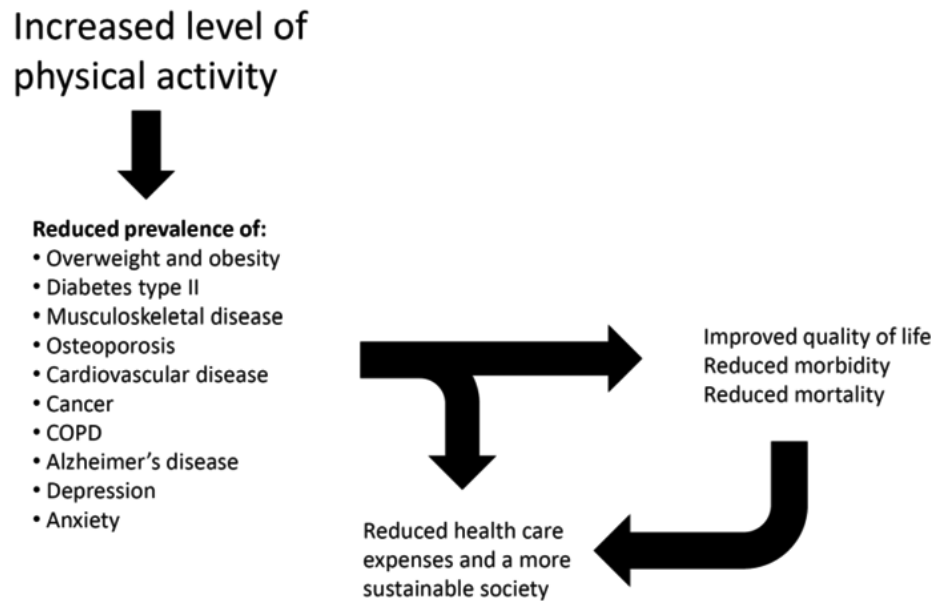 Increased level of
physical activity
Reduced prevalence of:
• Overweight and obesity
• Diabetes type II
• Musculoskeletal disease
• Osteoporosis
• Cardiovascular disease
• Cancer
• COPD
• Alzheimer’s disease
• Depression
• Anxiety
Improved quality of life
Reduced morbidity
Reduced mortality
Reduced health care
expenses and a more
sustainable society